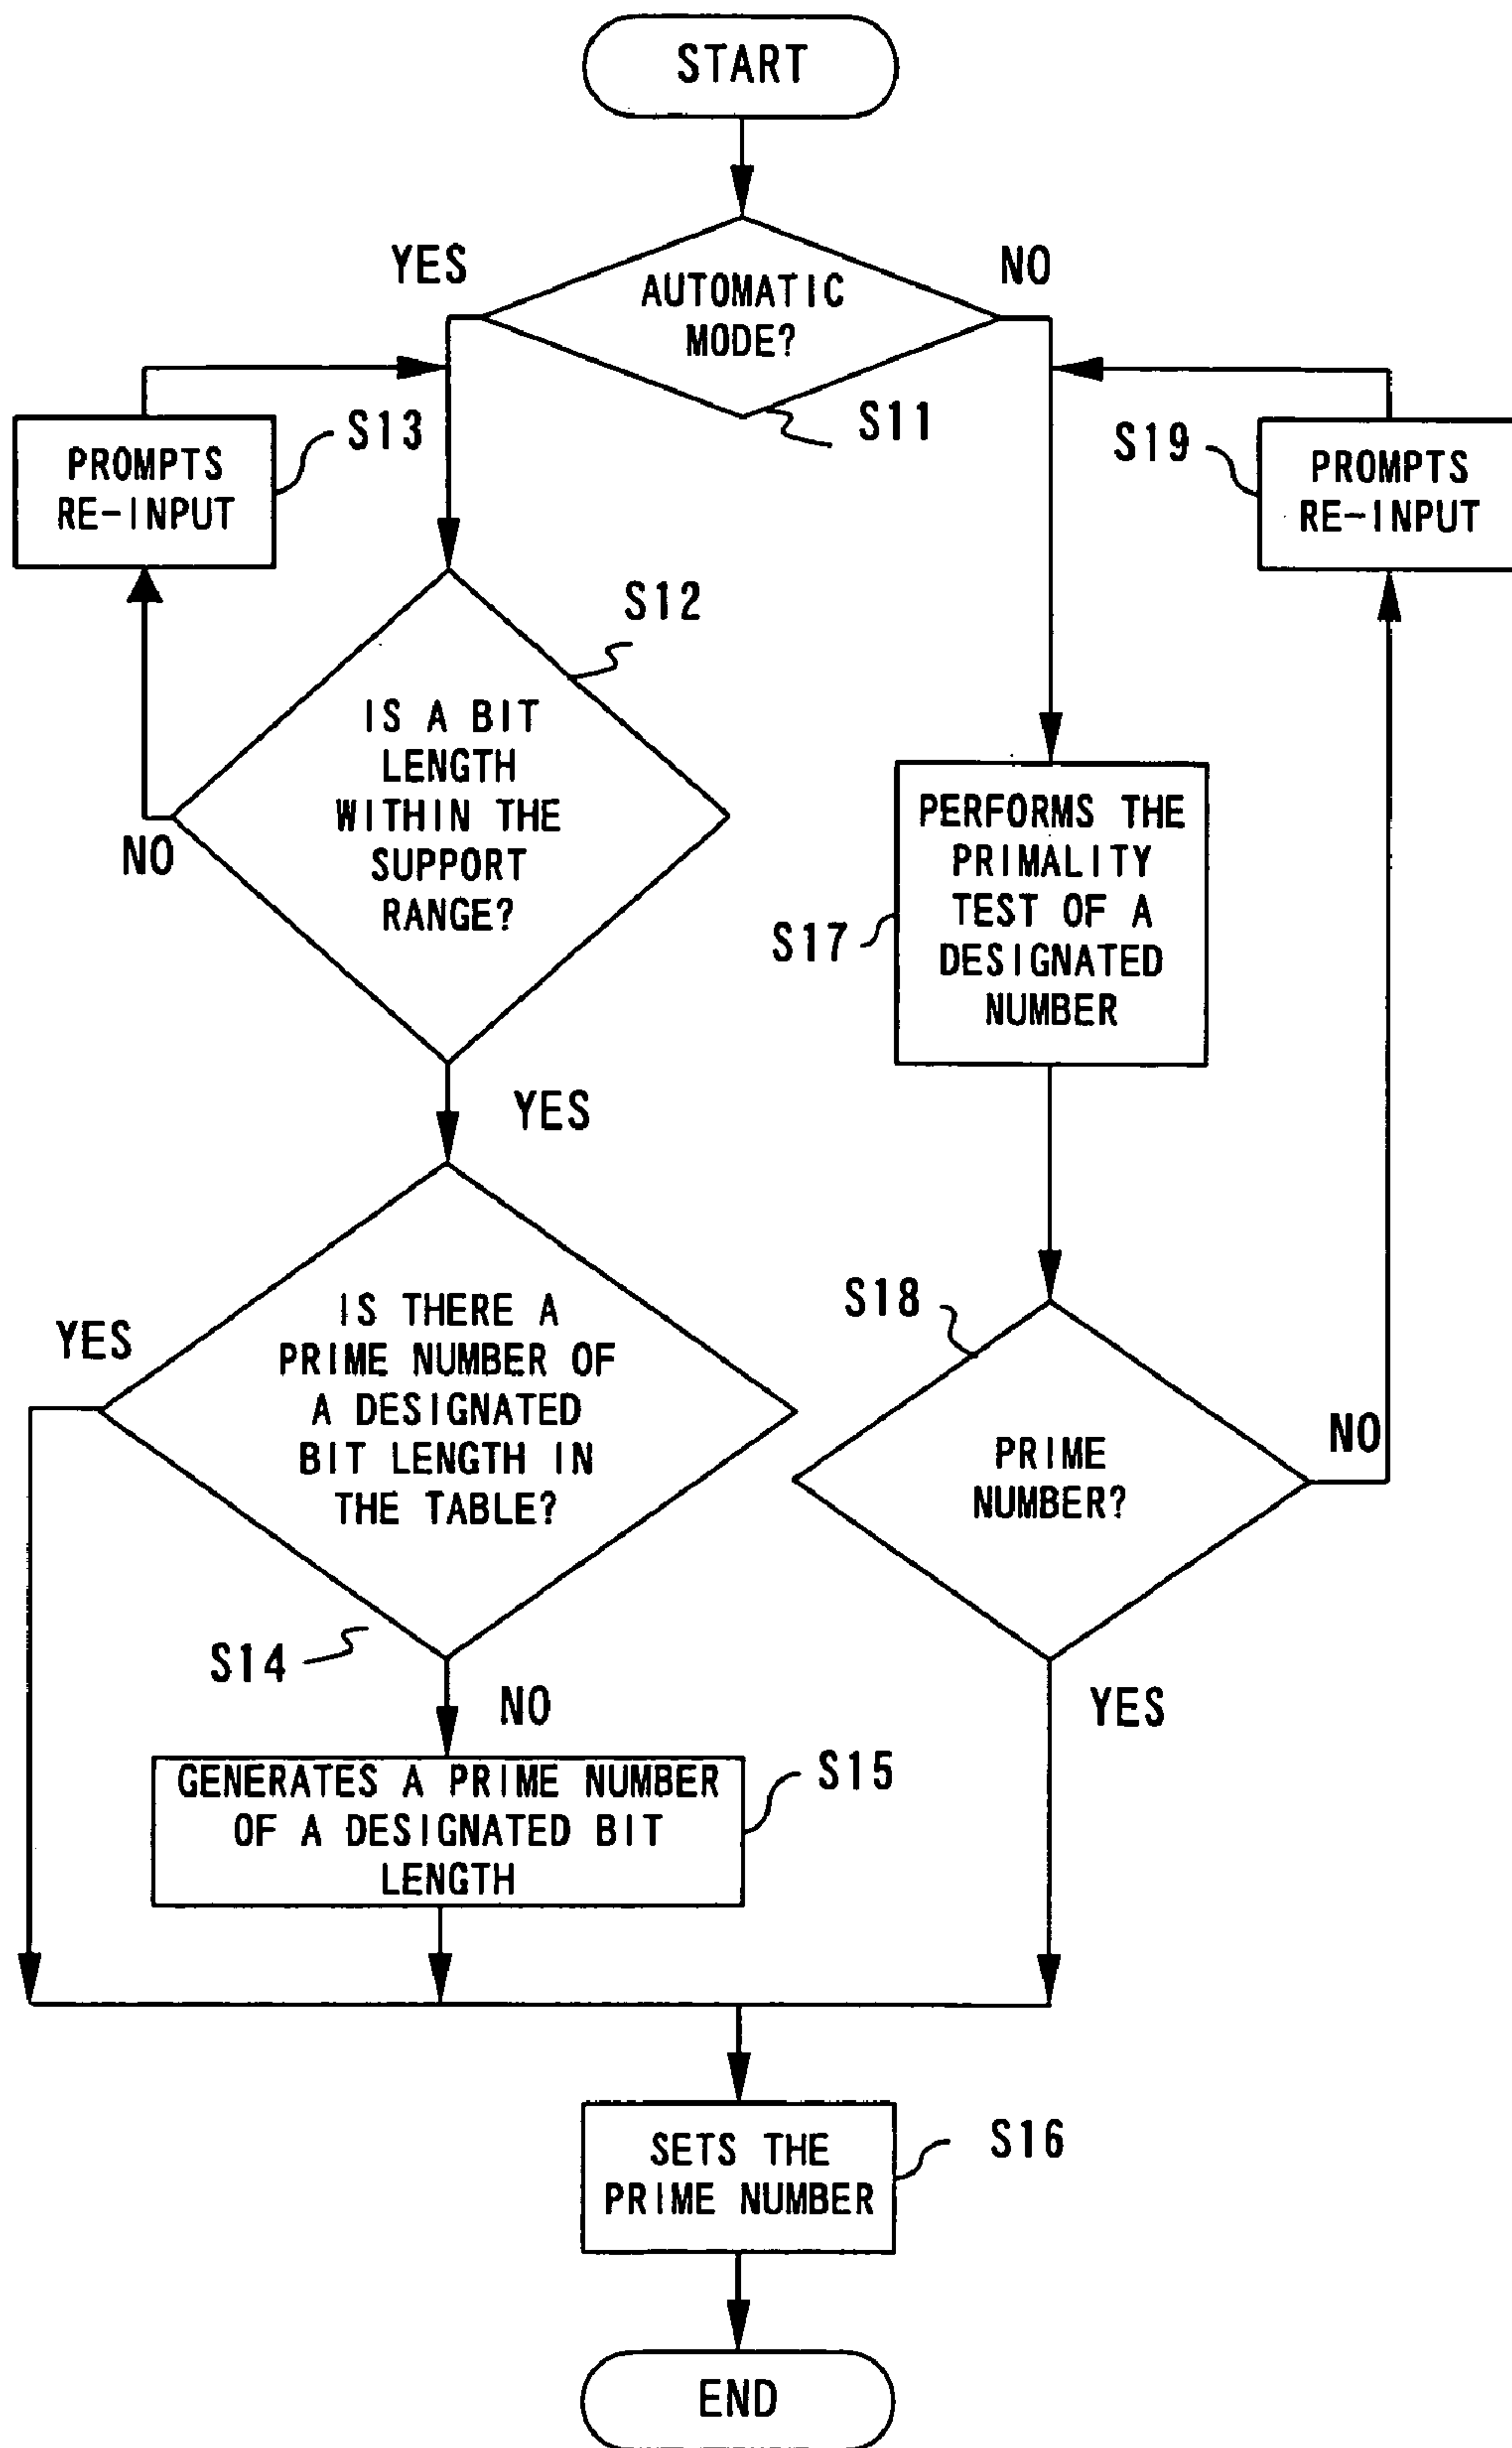 START
YES
NO
AUTOMATIC
MODE?
S11
S13
PROMPTS
RE-INPUT
S19
PROMPTS
RE-INPUT
S12
IS A BIT
LENGTH
WITHIN THE
SUPPORT
RANGE?
NO
PERFORMS THE
PRIMALITY
TEST OF A
DESIGNATED
NUMBER
S17
YES
IS THERE A
PRIME NUMBER OF
A DESIGNATED
BIT LENGTH IN
THE TABLE?
YES
S18
PRIME
NUMBER?
NO
S14
NO
YES
GENERATES A PRIME NUMBER
OF A DESIGNATED BIT
LENGTH
S15
SETS THE
PRIME NUMBER
S16
END